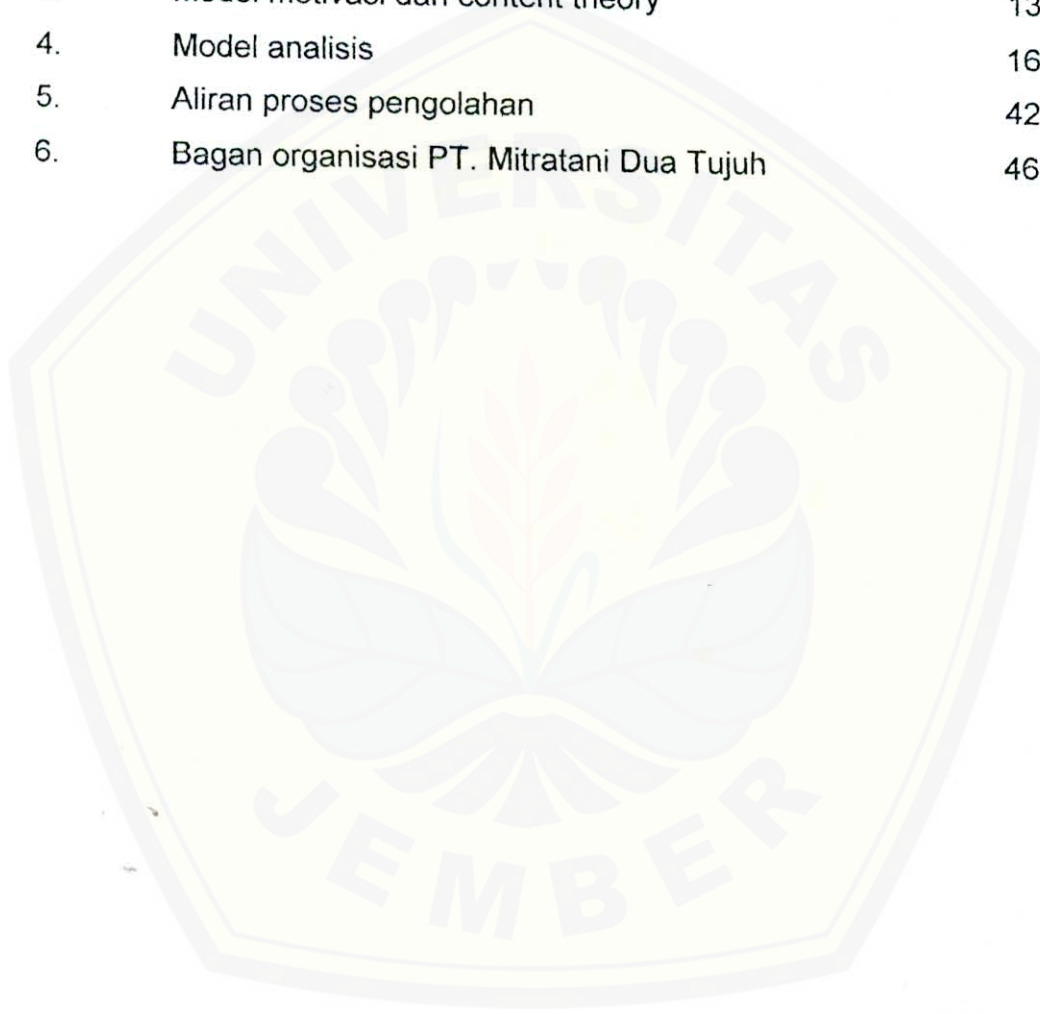 Model motivasi dan content theory 13
4. Model analisis 16
5. Aliran proses pengolahan 42
6. Bagan organisasi PT. Mitratani Dua Tujuh 46
UNIVERSITAS
JEMBER